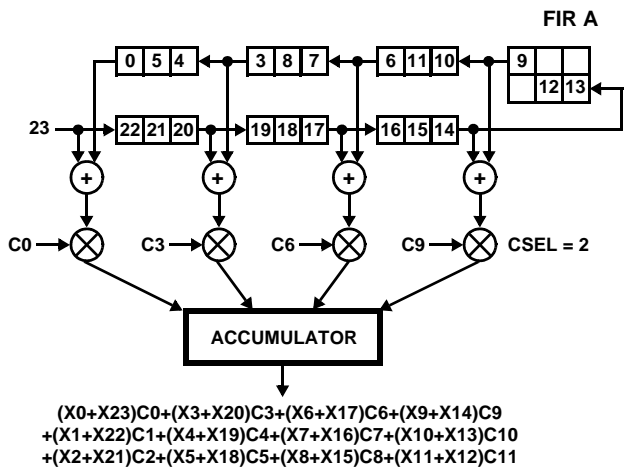 FIR A
0 5 4 3 8 7 6 11 10 9
12 13
23 22 21 20 19 18 17 16 15 14
+ + + +
C0 C3 C6 C9 CSEL = 2
ACCUMULATOR
(X0+X23)C0+(X3+X20)C3+(X6+X17)C6+(X9+X14)C9
+(X1+X22)C1+(X4+X19)C4+(X7+X16)C7+(X10+X13)C10
+(X2+X21)C2+(X5+X18)C5+(X8+X15)C8+(X11+X12)C11